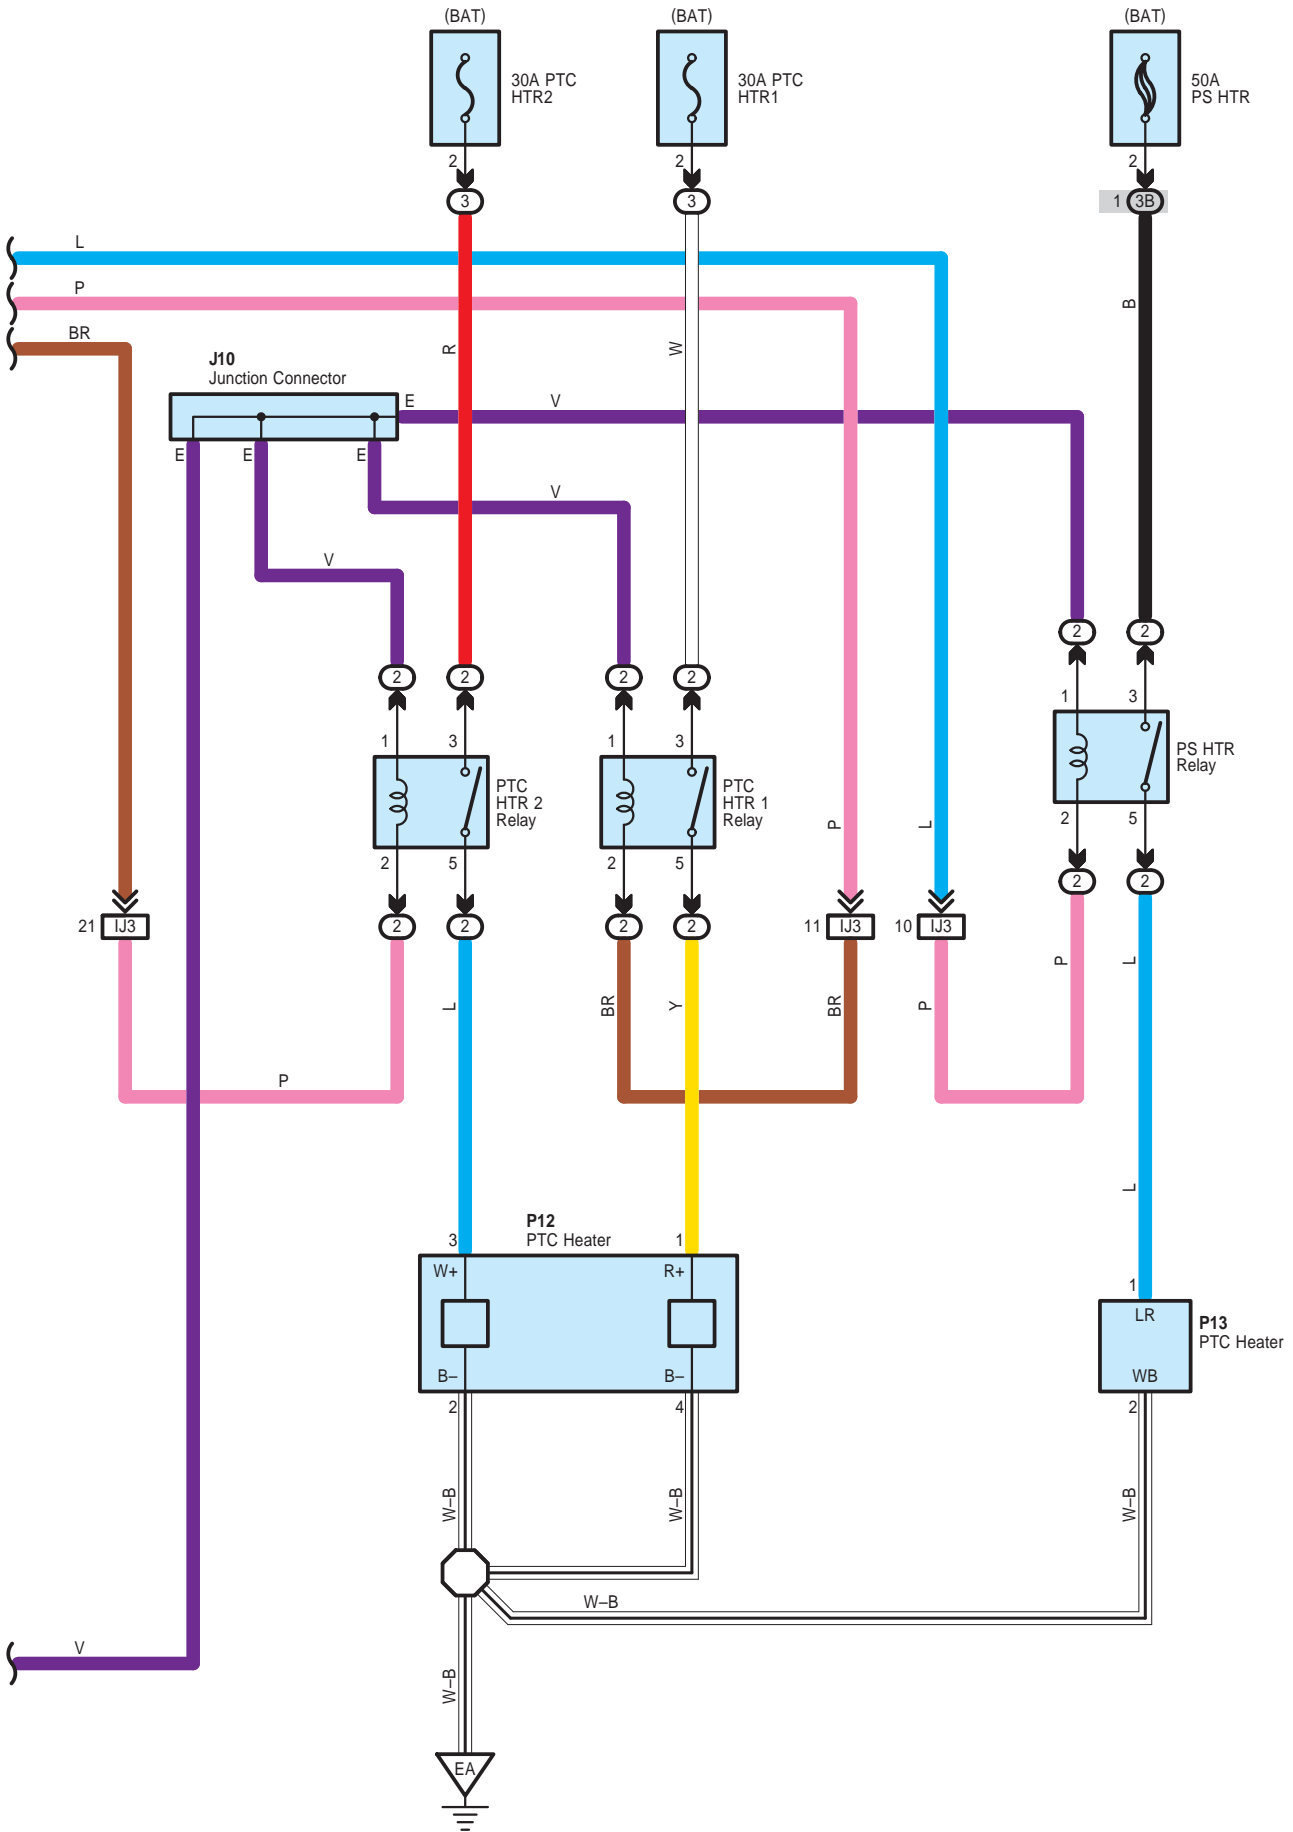 (BAT)
(BAT)
(BAT)
30A PTC
HTR2
30A PTC
HTR1
50A
PS HTR
2
2
2
3
3
1 3B
L
P
BR
B
R
W
J10
Junction Connector
E
V
E
E
E
V
V
2
2
2
2
2
2
1
3
PS HTR
Relay
1
3
1
3
PTC
HTR 2
Relay
PTC
HTR 1
Relay
P
L
2
5
2
5
2
5
2
2
21 IJ3
2
2
2
2
11 IJ3
10 IJ3
P
L
L
BR
Y
BR
P
P
L
P12
PTC Heater
3
1
W+
R+
1
LR
P13
PTC Heater
B–
B–
WB
2
4
2
W–B
W–B
W–B
W–B
V
W–B
EA